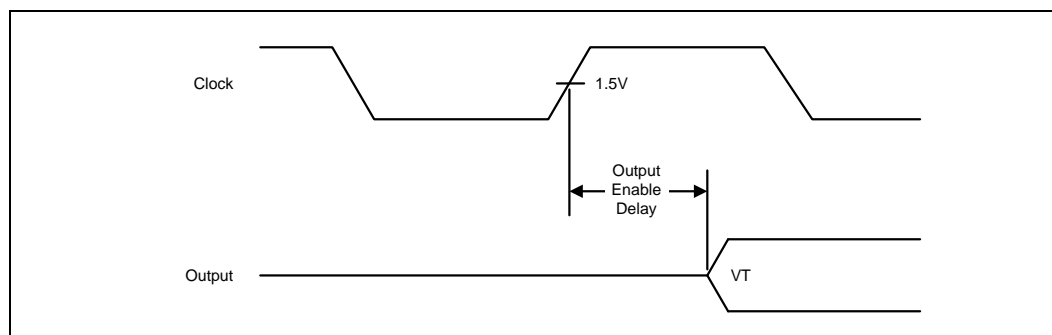 Clock
1.5V
Output
Enable
Delay
Output
VT